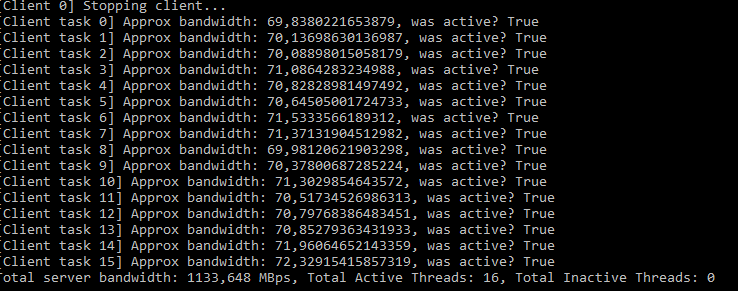 [Client 0] Stopping client...
[Client task 0] Approx bandwidth: 69,8380221653879, was active? True
[Client task 1] Approx bandwidth: 70,13698630136987, was active? True
[Client task 2] Approx bandwidth: 70,08898015058179, was active? True
[Client task 3] Approx bandwidth: 71,0864283234988, was active? True
[Client task 4] Approx bandwidth: 70,82828981497492, was active? True
[Client task 5] Approx bandwidth: 70,64505001724733, was active? True
[Client task 6] Approx bandwidth: 71,5333566189312, was active? True
[Client task 7] Approx bandwidth: 71,37131904512982, was active? True
[Client task 8] Approx bandwidth: 69,98120621903298, was active? True
[Client task 9] Approx bandwidth: 70,37800687285224, was active? True
[Client task 10] Approx bandwidth: 71,3029854643572, was active? True
[Client task 11] Approx bandwidth: 70,51734526986313, was active? True
[Client task 12] Approx bandwidth: 70,79768386483451, was active? True
[Client task 13] Approx bandwidth: 70,85279363431933, was active? True
[Client task 14] Approx bandwidth: 71,96064652143359, was active? True
[Client task 15] Approx bandwidth: 72,32915415857319, was active? True
Total server bandwidth: 1133,648 MBps, Total Active Threads: 16, Total Inactive Threads: 0